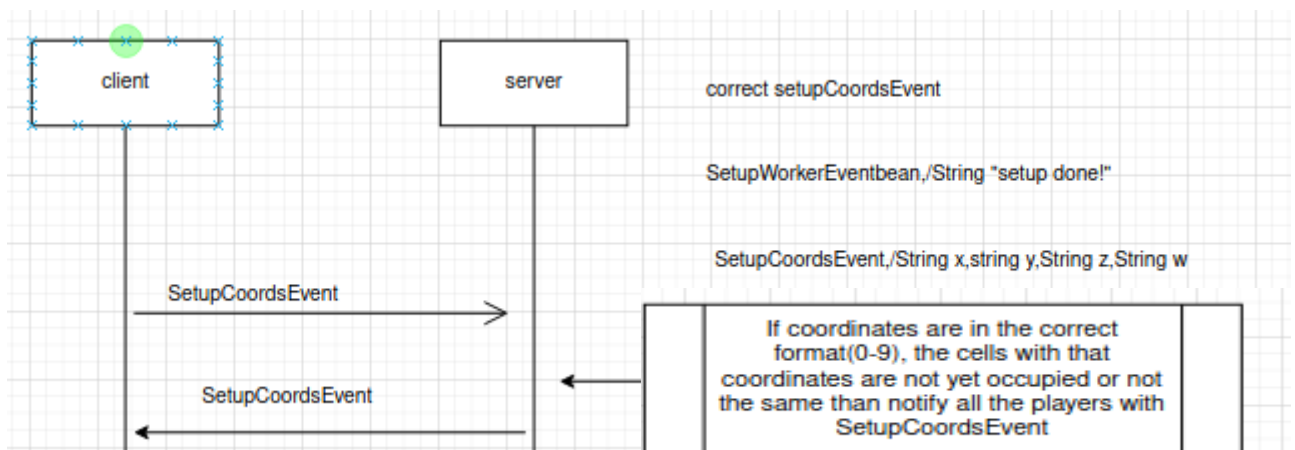 client
server
correct setupCoordsEvent
SetupWorkerEventbean,/String "setup done!"
SetupCoordsEvent,/String x,string y,String z,String w
SetupCoordsEvent
If coordinates are in the correct
format(0-9), the cells with that
coordinates are not yet occupied or not
the same than notify all the players with
SetupCoordsEvent
SetupCoordsEvent